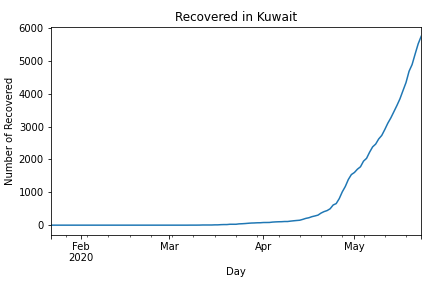 Recovered in Kuwait
Number of Recovered
6000
5000
4000
3000
2000
1000
0
Feb
2020
Mar
Apr
May
Day